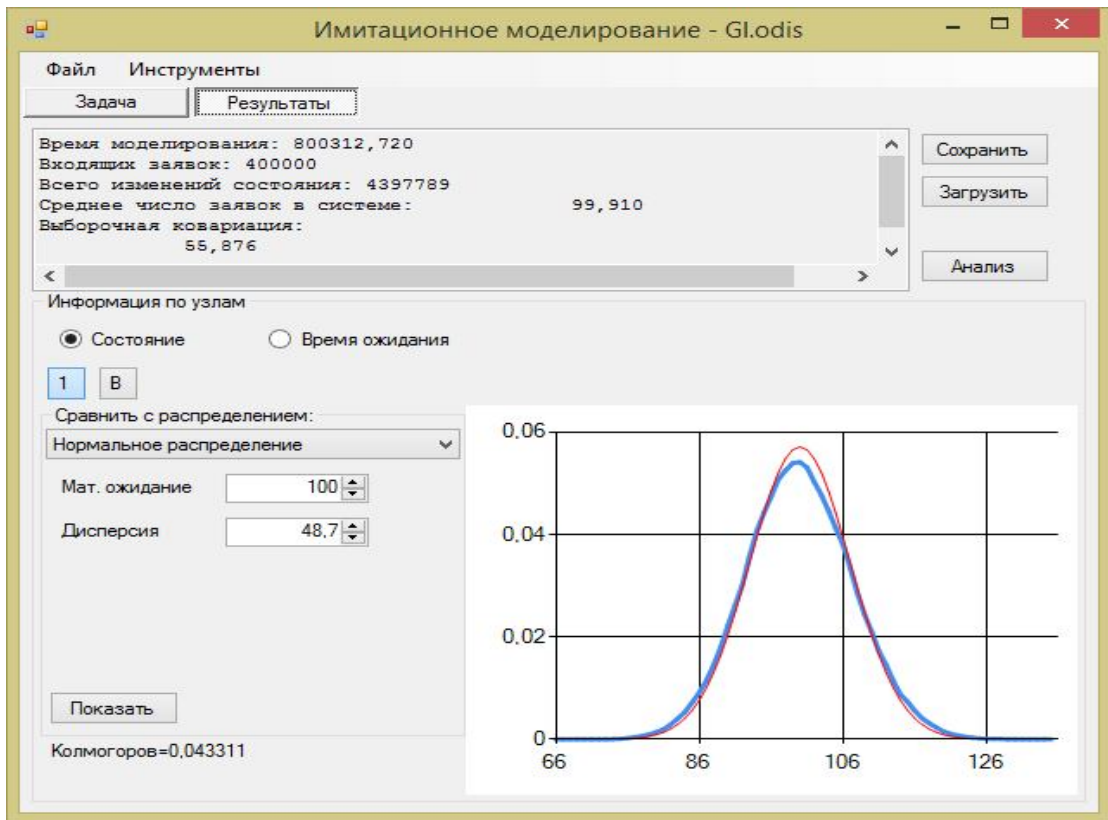 Имитационное моделирование - Gl.odis
Файл Инструменты
Задача Результаты
Время моделирования: 800312,720
Входящих заявок: 400000
Всего изменений состояния: 4397789
Среднее число заявок в системе: 99,910
Выборочная ковариация:
55,876
Сохранить
Загрузить
Анализ
Информация по узлам
Состояние Время ожидания
1 В
Сравнить с распределением:
Нормальное распределение
Мат. ожидание 100
Дисперсия 48,7
Показать
Колмогоров=0,043311
0,06
0,04
0,02
0
66 86 106 126